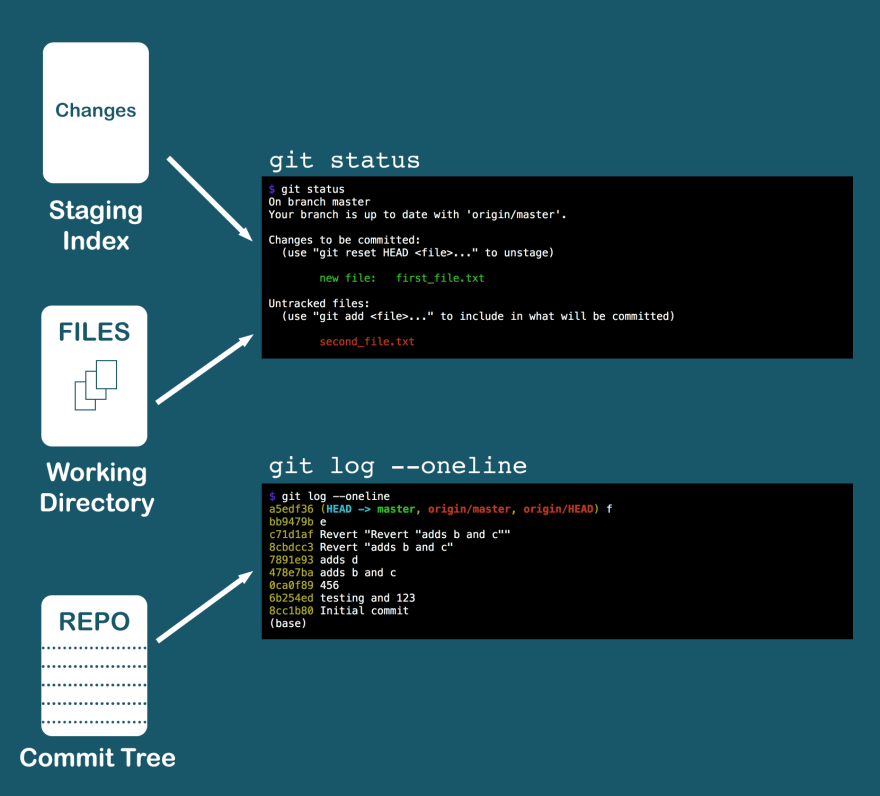 Changes
Staging
Index
git status
$ git status
On branch master
Your branch is up to date with 'origin/master'.
Changes to be committed:
(use "git reset HEAD <file>..." to unstage)
new file:   first_file.txt
Untracked files:
(use "git add <file>..." to include in what will be committed)
second_file.txt
FILES
Working
Directory
git log --oneline
$ git log --oneline
a5edf36 (HEAD -> master, origin/master, origin/HEAD) f
bb9479b e
c71d1af Revert "Revert "adds b and c""
8cbdcc3 Revert "adds b and c"
7891e93 adds d
478e7ba adds b and c
0ca0f89 456
6b254ed testing and 123
8cc1b80 Initial commit
(base)
REPO
Commit Tree